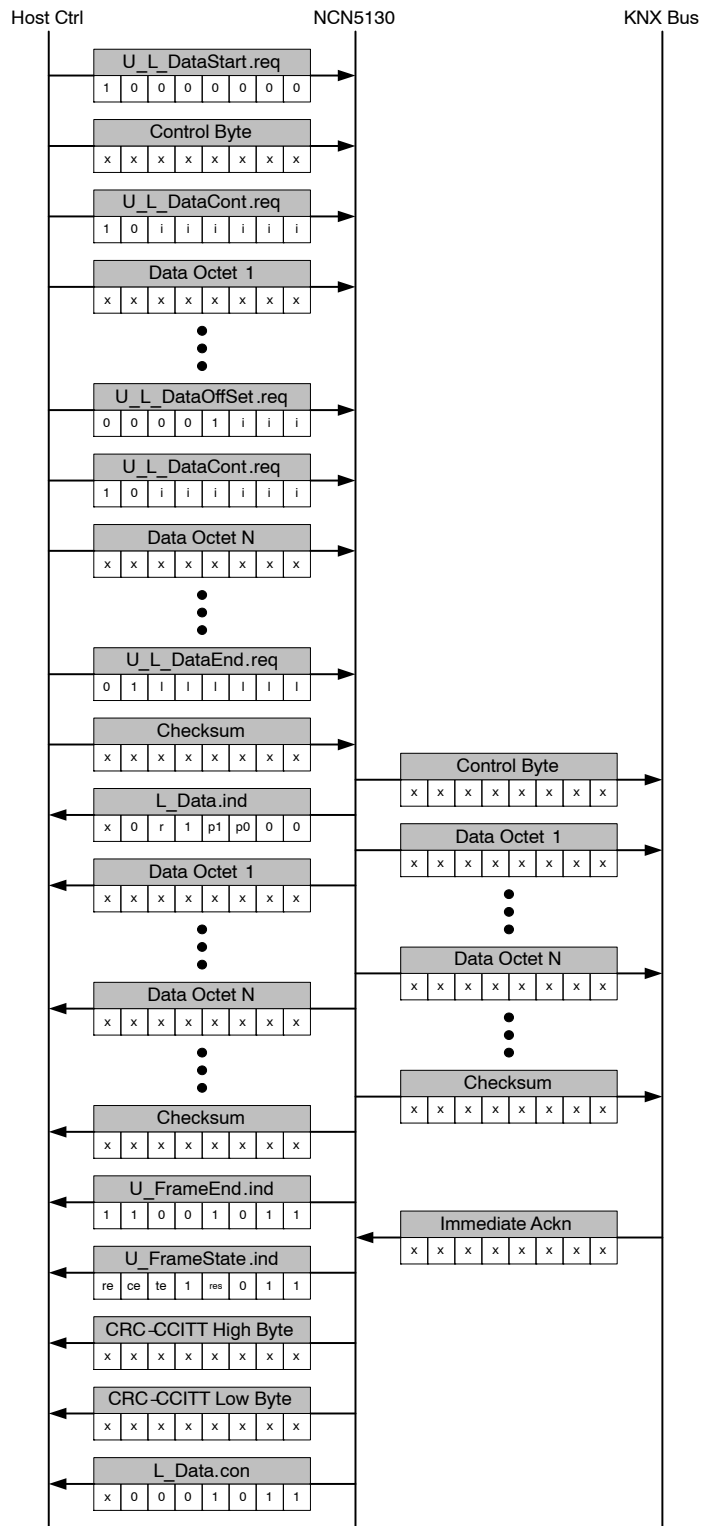 Host Ctrl NCN5130 KNX Bus
U_L_DataStart.req
1 0 0 0 0 0 0 0
Control Byte
x x x x x x x x
U_L_DataCont.req
1 0 i i i i i i
Data Octet 1
x x x x x x x x
U_L_DataOffSet.req
0 0 0 0 1 i i i
U_L_DataCont.req
1 0 i i i i i i
Data Octet N
x x x x x x x x
U_L_DataEnd.req
0 1 l l l l l l
Checksum
x x x x x x x x
Control Byte
x x x x x x x x
L_Data.ind
x 0 r 1 p1 p0 0 0
Data Octet 1
x x x x x x x x
Data Octet 1
x x x x x x x x
Data Octet N
x x x x x x x x
Data Octet N
x x x x x x x x
Checksum
x x x x x x x x
Checksum
x x x x x x x x
U_FrameEnd.ind
1 1 0 0 1 0 1 1
Immediate Ackn
x x x x x x x x
U_FrameState.ind
re ce te 1 res 0 1 1
CRC-CCITT High Byte
x x x x x x x x
CRC-CCITT Low Byte
x x x x x x x x
L_Data.con
x 0 0 0 1 0 1 1